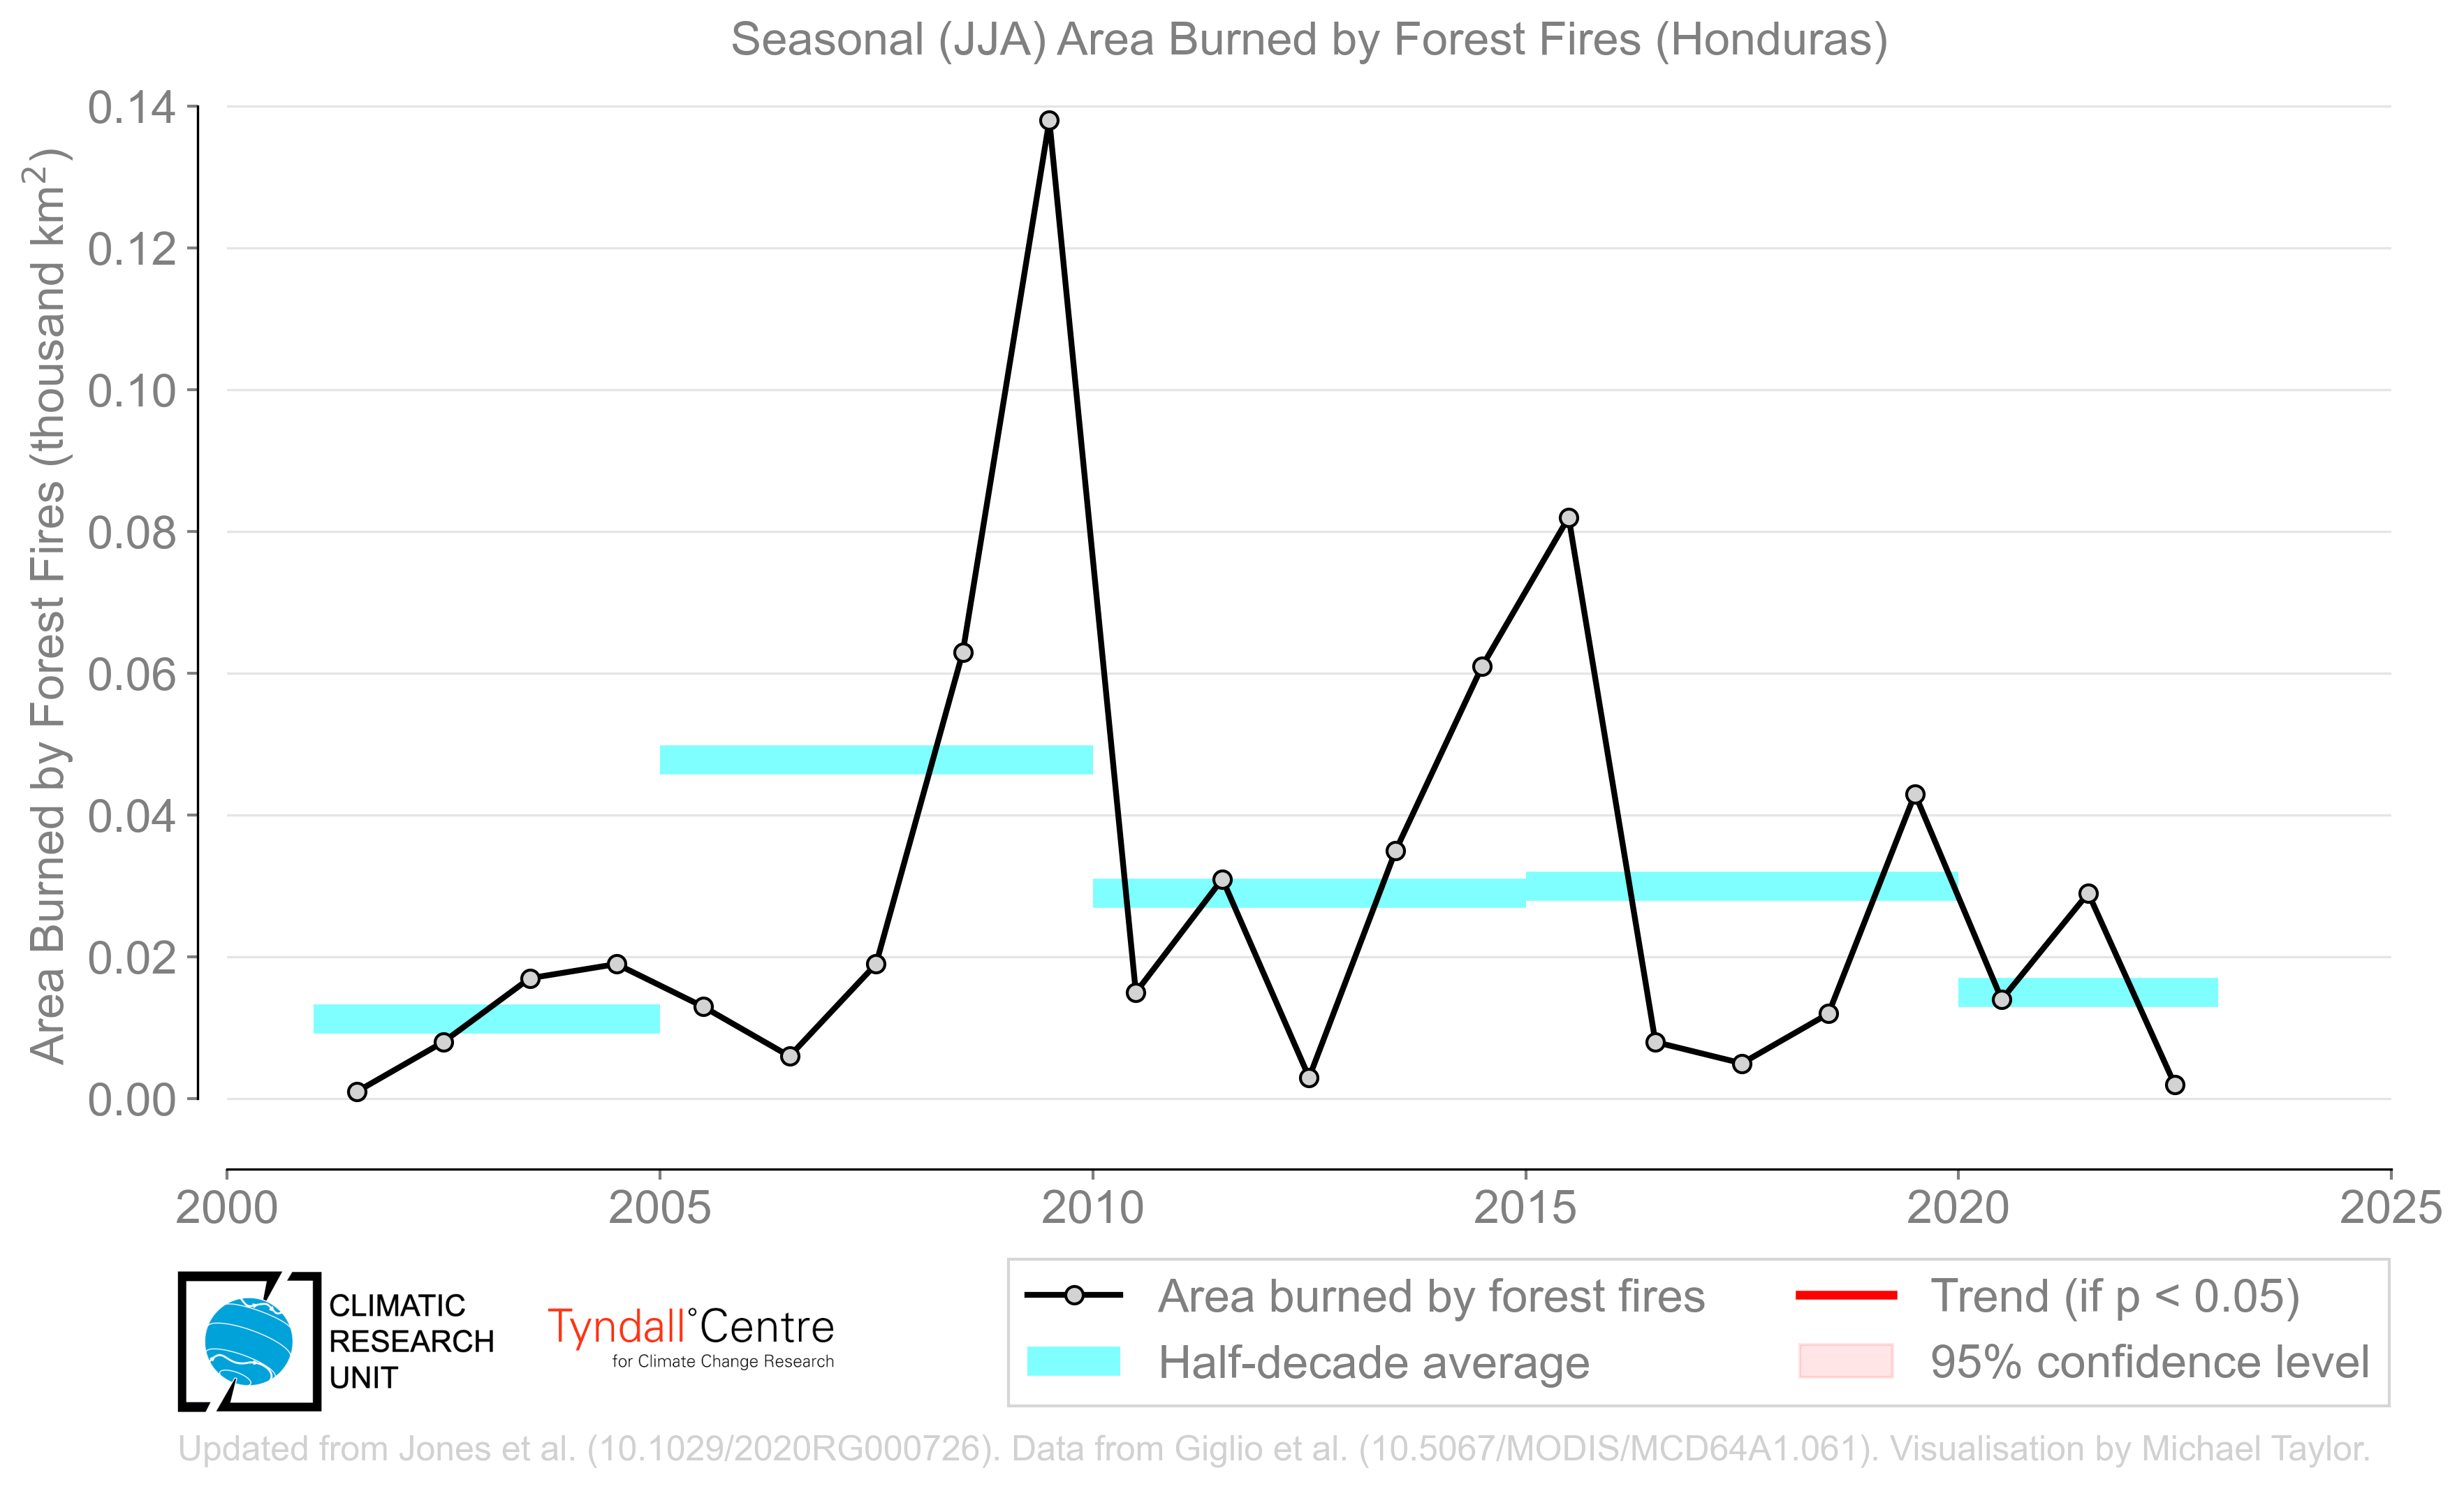 Seasonal (JJA) Area Burned by Forest Fires (Honduras)
Area Burned by Forest Fires (thousand km²)
0.14
0.12
0.10
0.08
0.06
0.04
0.02
0.00
2000 2005 2010 2015 2020 2025
CLIMATIC
RESEARCH
UNIT
Tyndall°Centre
for Climate Change Research
Area burned by forest fires
Half-decade average
Trend (if p < 0.05)
95% confidence level
Updated from Jones et al. (10.1029/2020RG000726). Data from Giglio et al. (10.5067/MODIS/MCD64A1.061). Visualisation by Michael Taylor.